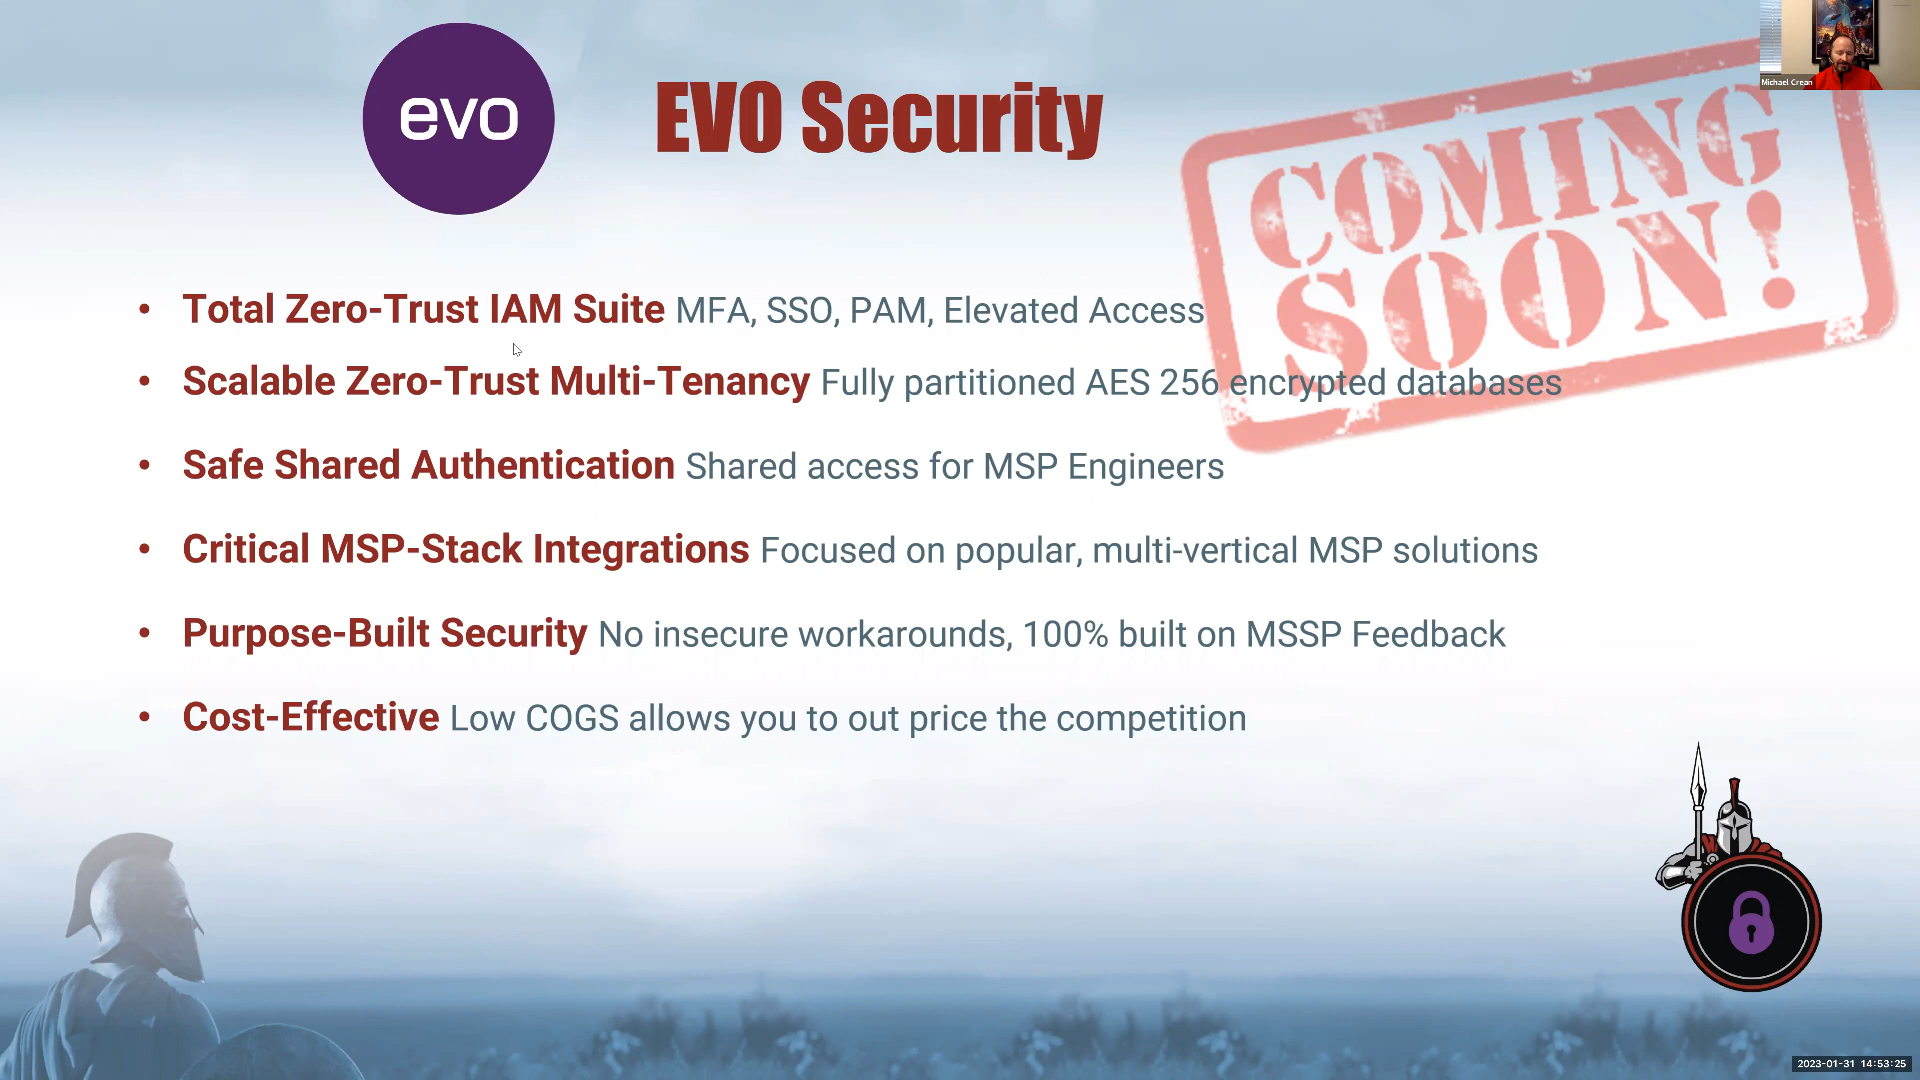 evo
EVO Security
COMING
SOON!
Michael Crean
• Total Zero-Trust IAM Suite MFA, SSO, PAM, Elevated Access
• Scalable Zero-Trust Multi-Tenancy Fully partitioned AES 256 encrypted databases
• Safe Shared Authentication Shared access for MSP Engineers
• Critical MSP-Stack Integrations Focused on popular, multi-vertical MSP solutions
• Purpose-Built Security No insecure workarounds, 100% built on MSSP Feedback
• Cost-Effective Low COGS allows you to out price the competition
2023-01-31 14:53:25